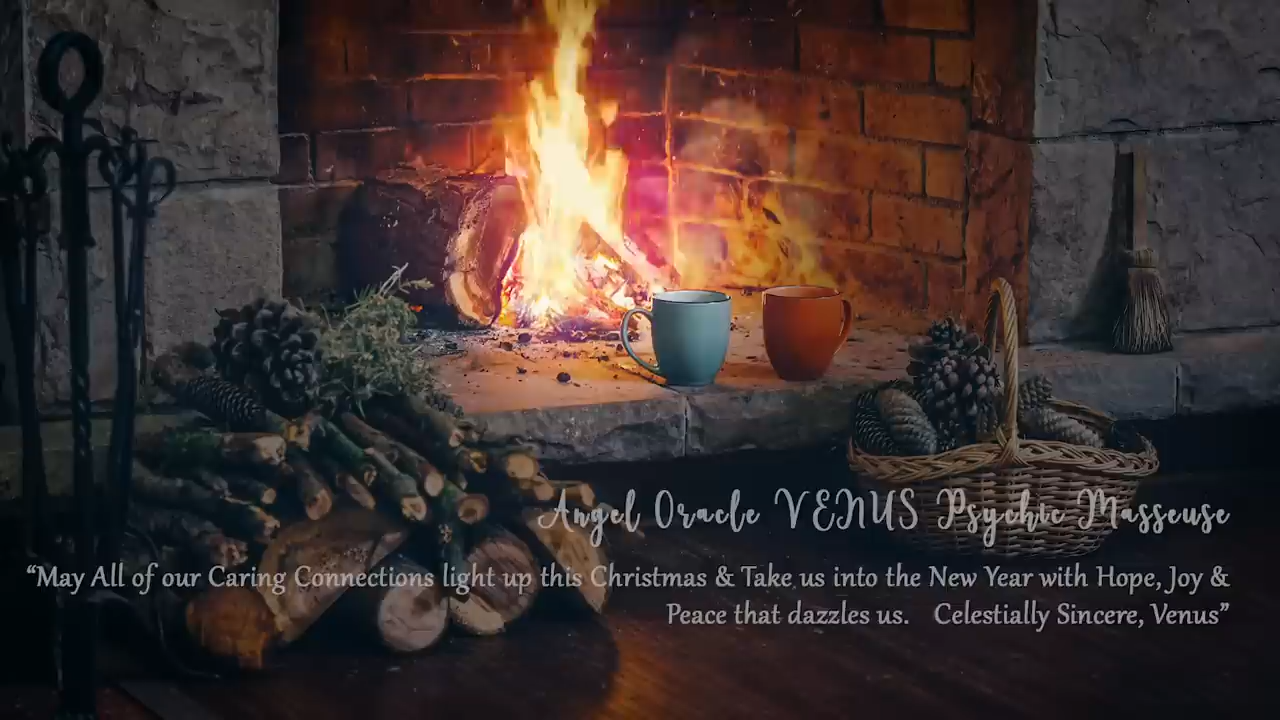 Angel Oracle VENUS Psychic Masseuse
“May All of our Caring Connections light up this Christmas & Take us into the New Year with Hope, Joy &
Peace that dazzles us. Celestially Sincere, Venus”